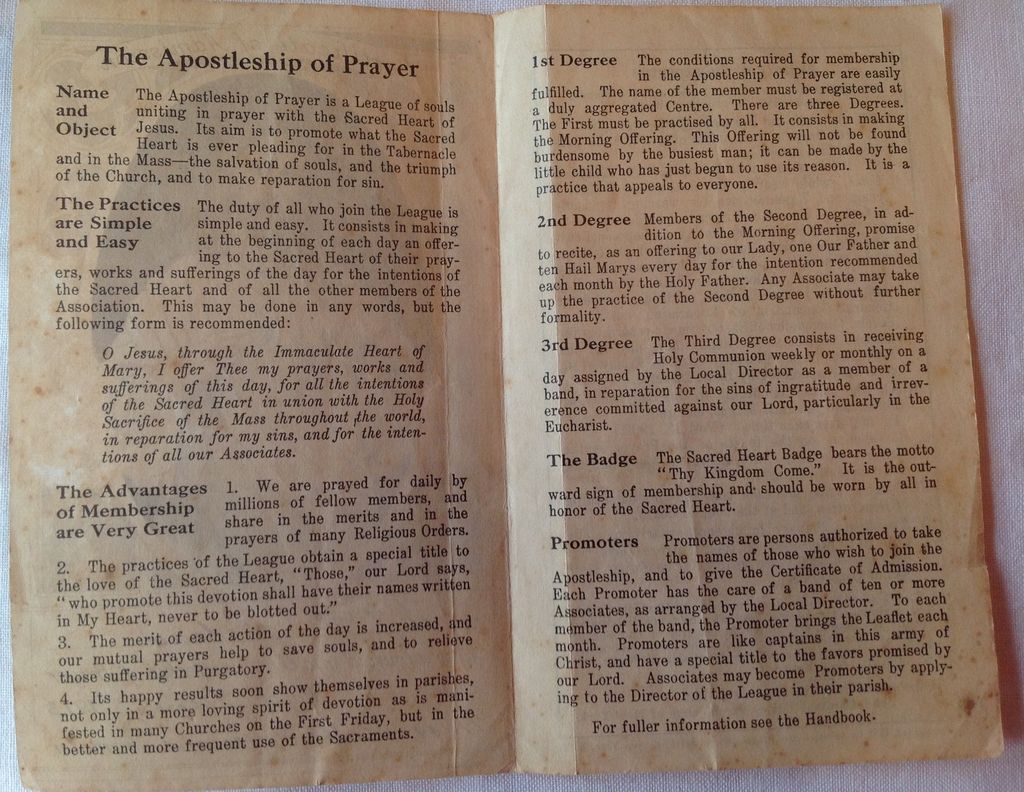 The Apostleship of Prayer
Name and Object
The Apostleship of Prayer is a League of souls
uniting in prayer with the Sacred Heart of
Jesus. Its aim is to promote what the Sacred
Heart is ever pleading for in the Tabernacle
and in the Mass—the salvation of souls, and the triumph
of the Church, and to make reparation for sin.
The Practices are Simple and Easy
The duty of all who join the League is
simple and easy. It consists in making
at the beginning of each day an offer-
ing to the Sacred Heart of their pray-
ers, works and sufferings of the day for the intentions of
the Sacred Heart and of all the other members of the
Association. This may be done in any words, but the
following form is recommended:
O Jesus, through the Immaculate Heart of
Mary, I offer Thee my prayers, works and
sufferings of this day, for all the intentions
of the Sacred Heart in union with the Holy
Sacrifice of the Mass throughout the world,
in reparation for my sins, and for the inten-
tions of all our Associates.
The Advantages of Membership are Very Great
1. We are prayed for daily by
millions of fellow members, and
share in the merits and in the
prayers of many Religious Orders.
2. The practices of the League obtain a special title to
the love of the Sacred Heart, "Those," our Lord says,
"who promote this devotion shall have their names written
in My Heart, never to be blotted out."
3. The merit of each action of the day is increased, and
our mutual prayers help to save souls, and to relieve
those suffering in Purgatory.
4. Its happy results soon show themselves in parishes,
not only in a more loving spirit of devotion as is mani-
fested in many Churches on the First Friday, but in the
better and more frequent use of the Sacraments.
1st Degree
The conditions required for membership
in the Apostleship of Prayer are easily
fulfilled. The name of the member must be registered at
a duly aggregated Centre. There are three Degrees.
The First must be practised by all. It consists in making
the Morning Offering. This Offering will not be found
burdensome by the busiest man; it can be made by the
little child who has just begun to use its reason. It is a
practice that appeals to everyone.
2nd Degree
Members of the Second Degree, in ad-
dition to the Morning Offering, promise
to recite, as an offering to our Lady, one Our Father and
ten Hail Marys every day for the intention recommended
each month by the Holy Father. Any Associate may take
up the practice of the Second Degree without further
formality.
3rd Degree
The Third Degree consists in receiving
Holy Communion weekly or monthly on a
day assigned by the Local Director as a member of a
band, in reparation for the sins of ingratitude and irrev-
erence committed against our Lord, particularly in the
Eucharist.
The Badge
The Sacred Heart Badge bears the motto
"Thy Kingdom Come." It is the out-
ward sign of membership and should be worn by all in
honor of the Sacred Heart.
Promoters
Promoters are persons authorized to take
the names of those who wish to join the
Apostleship, and to give the Certificate of Admission.
Each Promoter has the care of a band of ten or more
Associates, as arranged by the Local Director. To each
member of the band, the Promoter brings the Leaflet each
month. Promoters are like captains in this army of
Christ, and have a special title to the favors promised by
our Lord. Associates may become Promoters by apply-
ing to the Director of the League in their parish.
For fuller information see the Handbook.